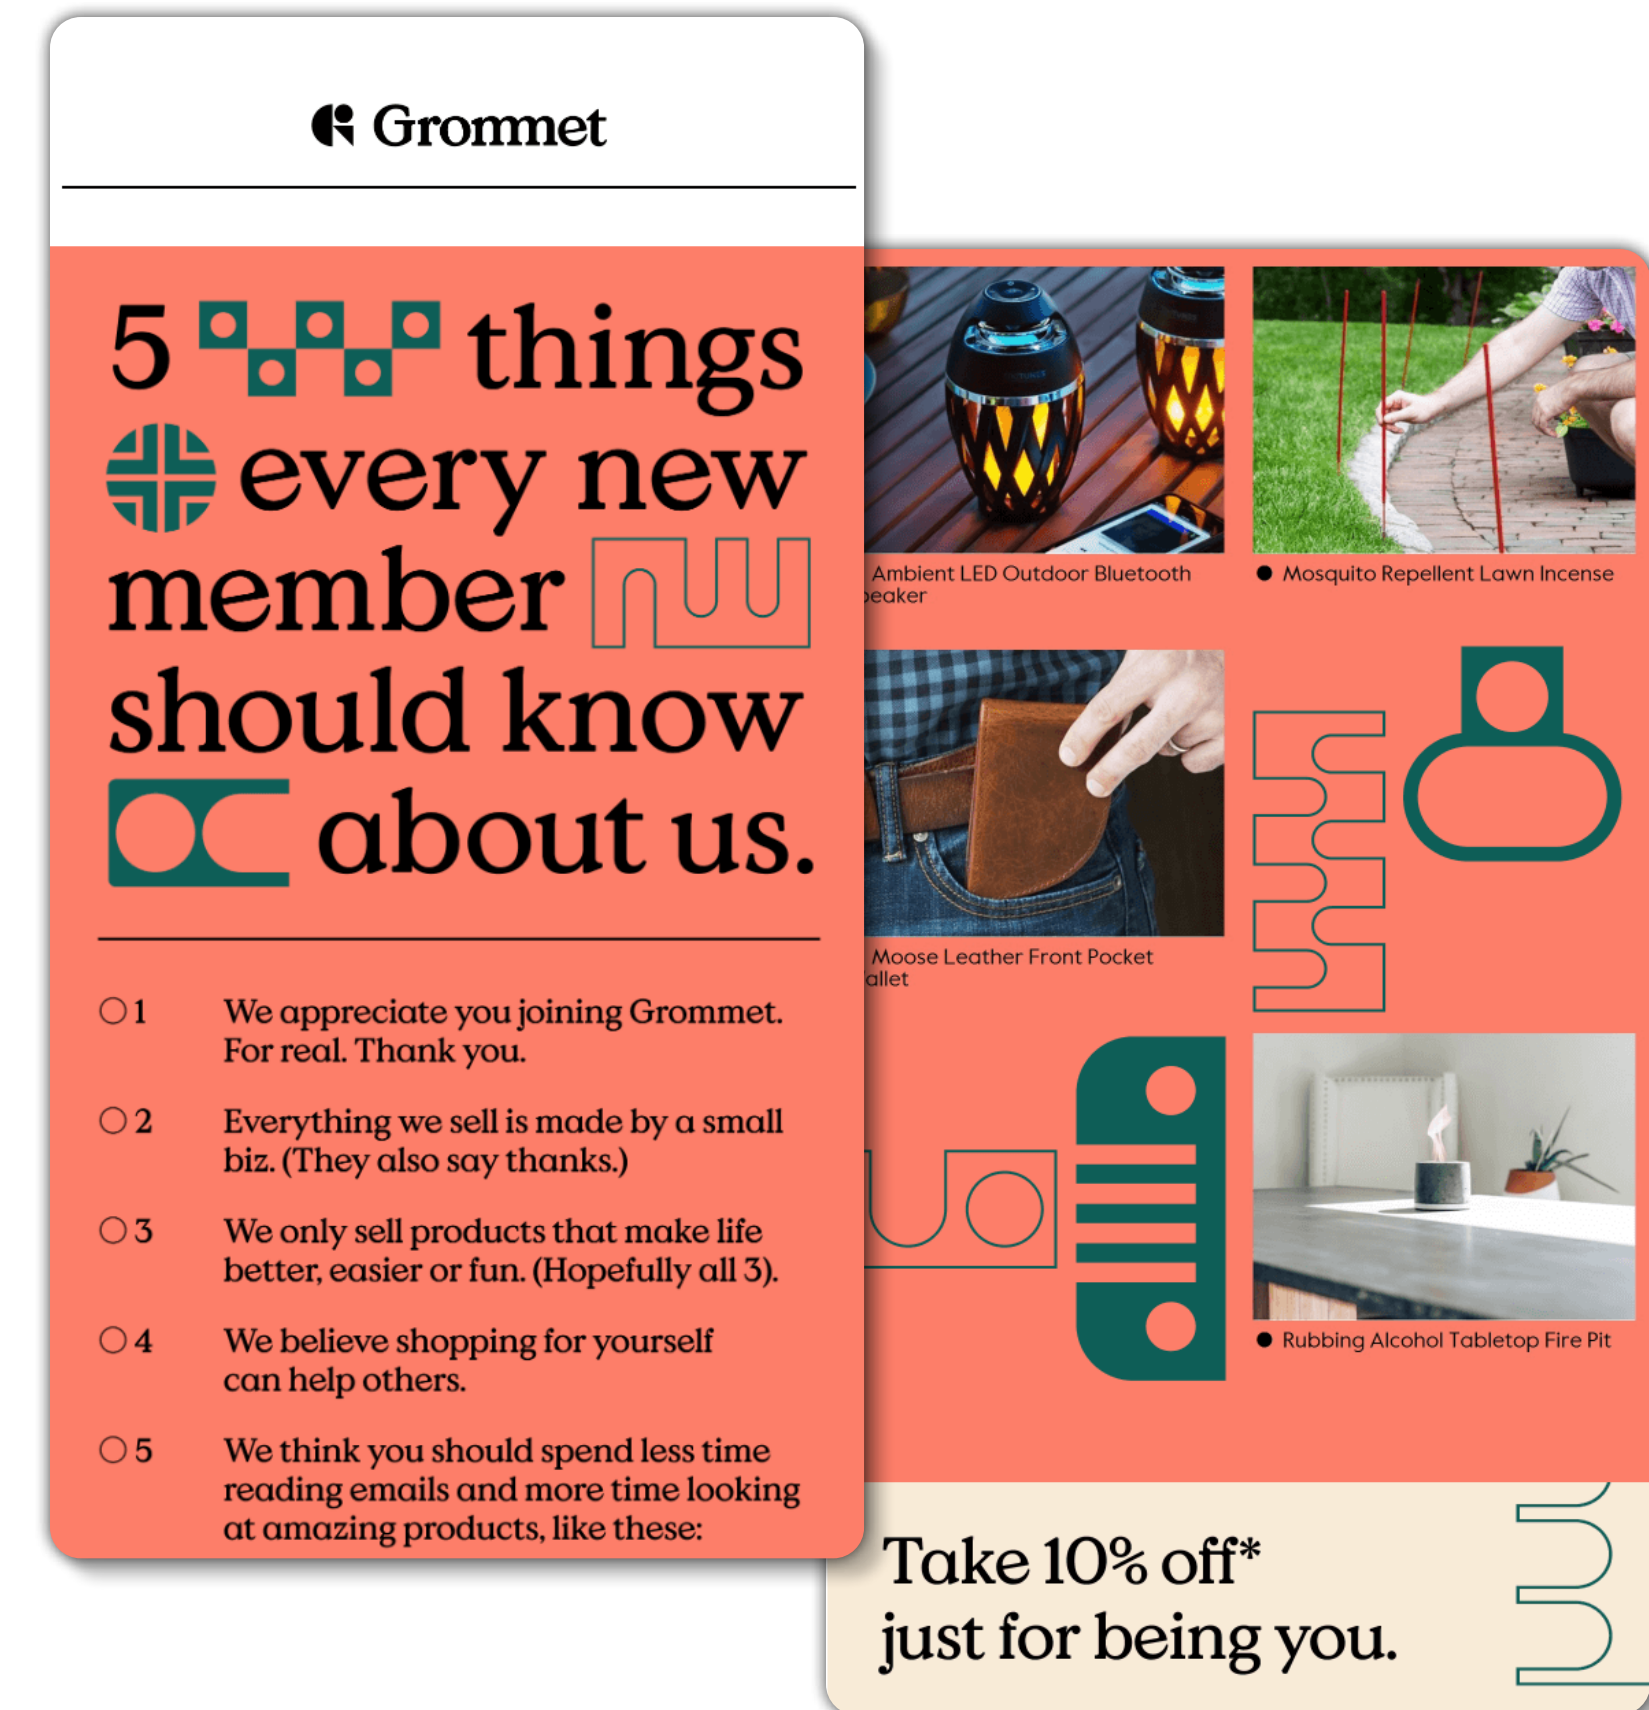 Grommet
5 things
every new
member
should know
about us.
1 We appreciate you joining Grommet.
For real. Thank you.
2 Everything we sell is made by a small
biz. (They also say thanks.)
3 We only sell products that make life
better, easier or fun. (Hopefully all 3).
4 We believe shopping for yourself
can help others.
5 We think you should spend less time
reading emails and more time looking
at amazing products, like these:
Ambient LED Outdoor Bluetooth
peaker
● Mosquito Repellent Lawn Incense
Moose Leather Front Pocket
allet
● Rubbing Alcohol Tabletop Fire Pit
Take 10% off*
just for being you.